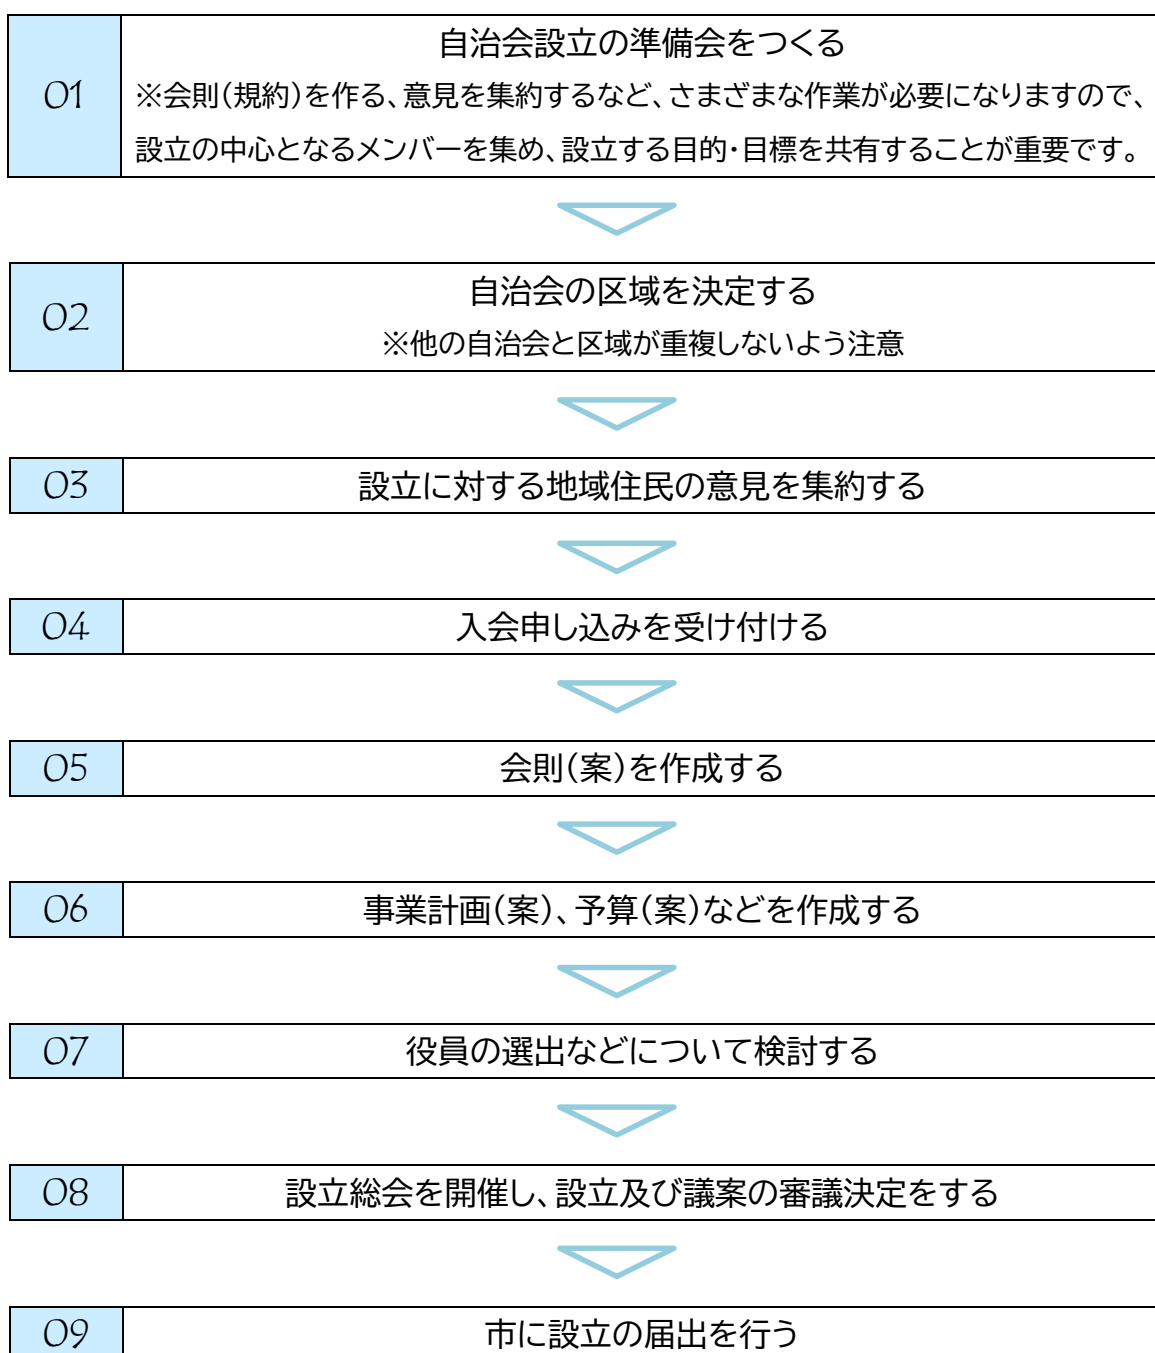 01
自治会設立の準備会をつくる
※会則(規約)を作る、意見を集約するなど、さまざまな作業が必要になりますので、
設立の中心となるメンバーを集め、設立する目的・目標を共有することが重要です。
02
自治会の区域を決定する
※他の自治会と区域が重複しないよう注意
03
設立に対する地域住民の意見を集約する
04
入会申し込みを受け付ける
05
会則(案)を作成する
06
事業計画(案)、予算(案)などを作成する
07
役員の選出などについて検討する
08
設立総会を開催し、設立及び議案の審議決定をする
09
市に設立の届出を行う